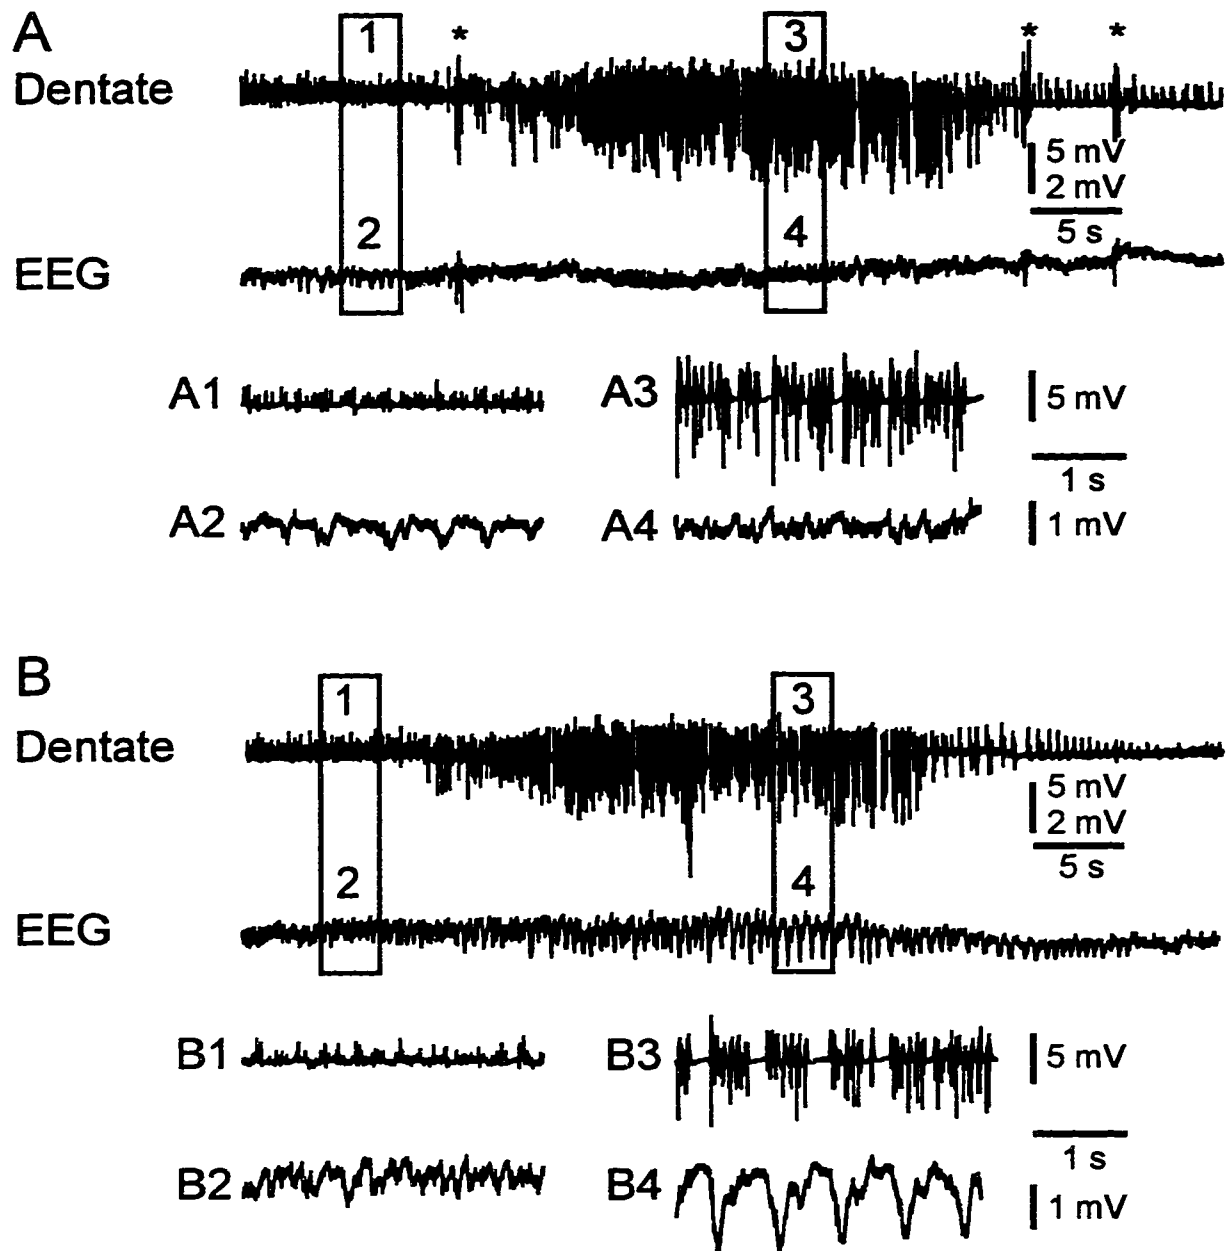 A
1 * 3 * *
Dentate
5 mV
2 mV
5 s
2 4
EEG
A1 A3 5 mV
1 s
A2 A4 1 mV
B
1 3
Dentate
5 mV
2 mV
5 s
2 4
EEG
B1 B3 5 mV
1 s
B2 B4 1 mV